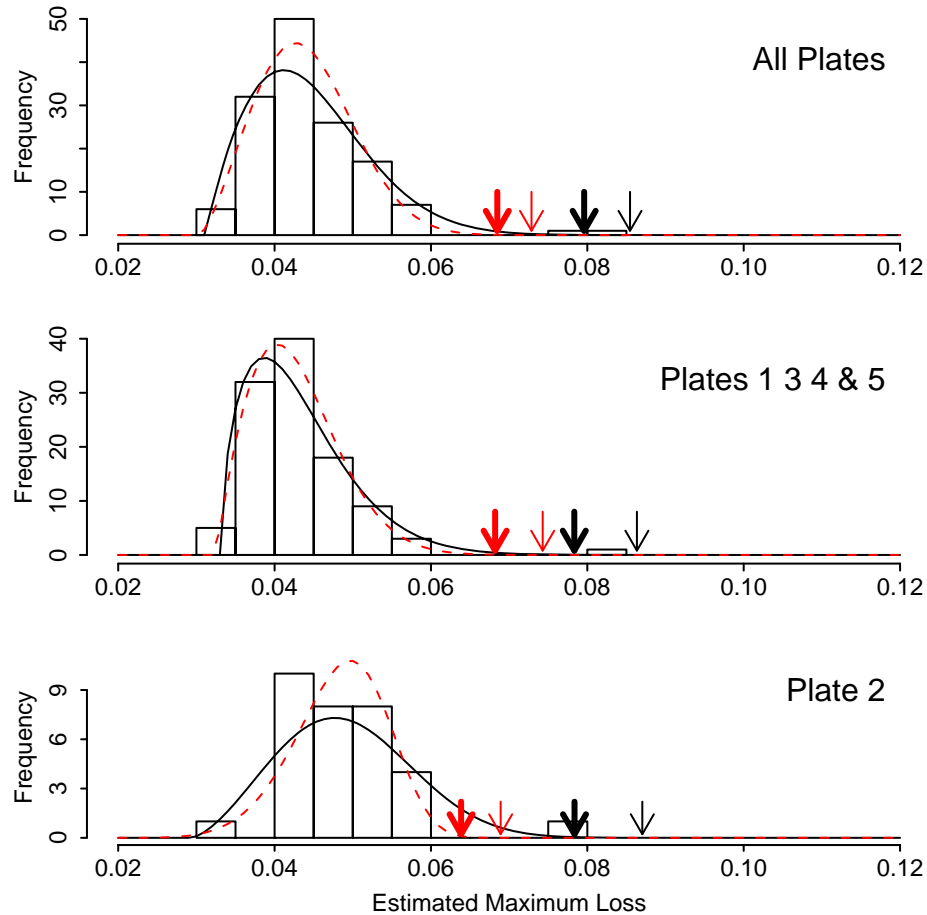 All Plates
Frequency
0 10 30 50
0.02 0.04 0.06 0.08 0.10 0.12
Plates 1 3 4 & 5
Frequency
0 10 20 30 40
0.02 0.04 0.06 0.08 0.10 0.12
Plate 2
Frequency
0 3 6 9
0.02 0.04 0.06 0.08 0.10 0.12
Estimated Maximum Loss